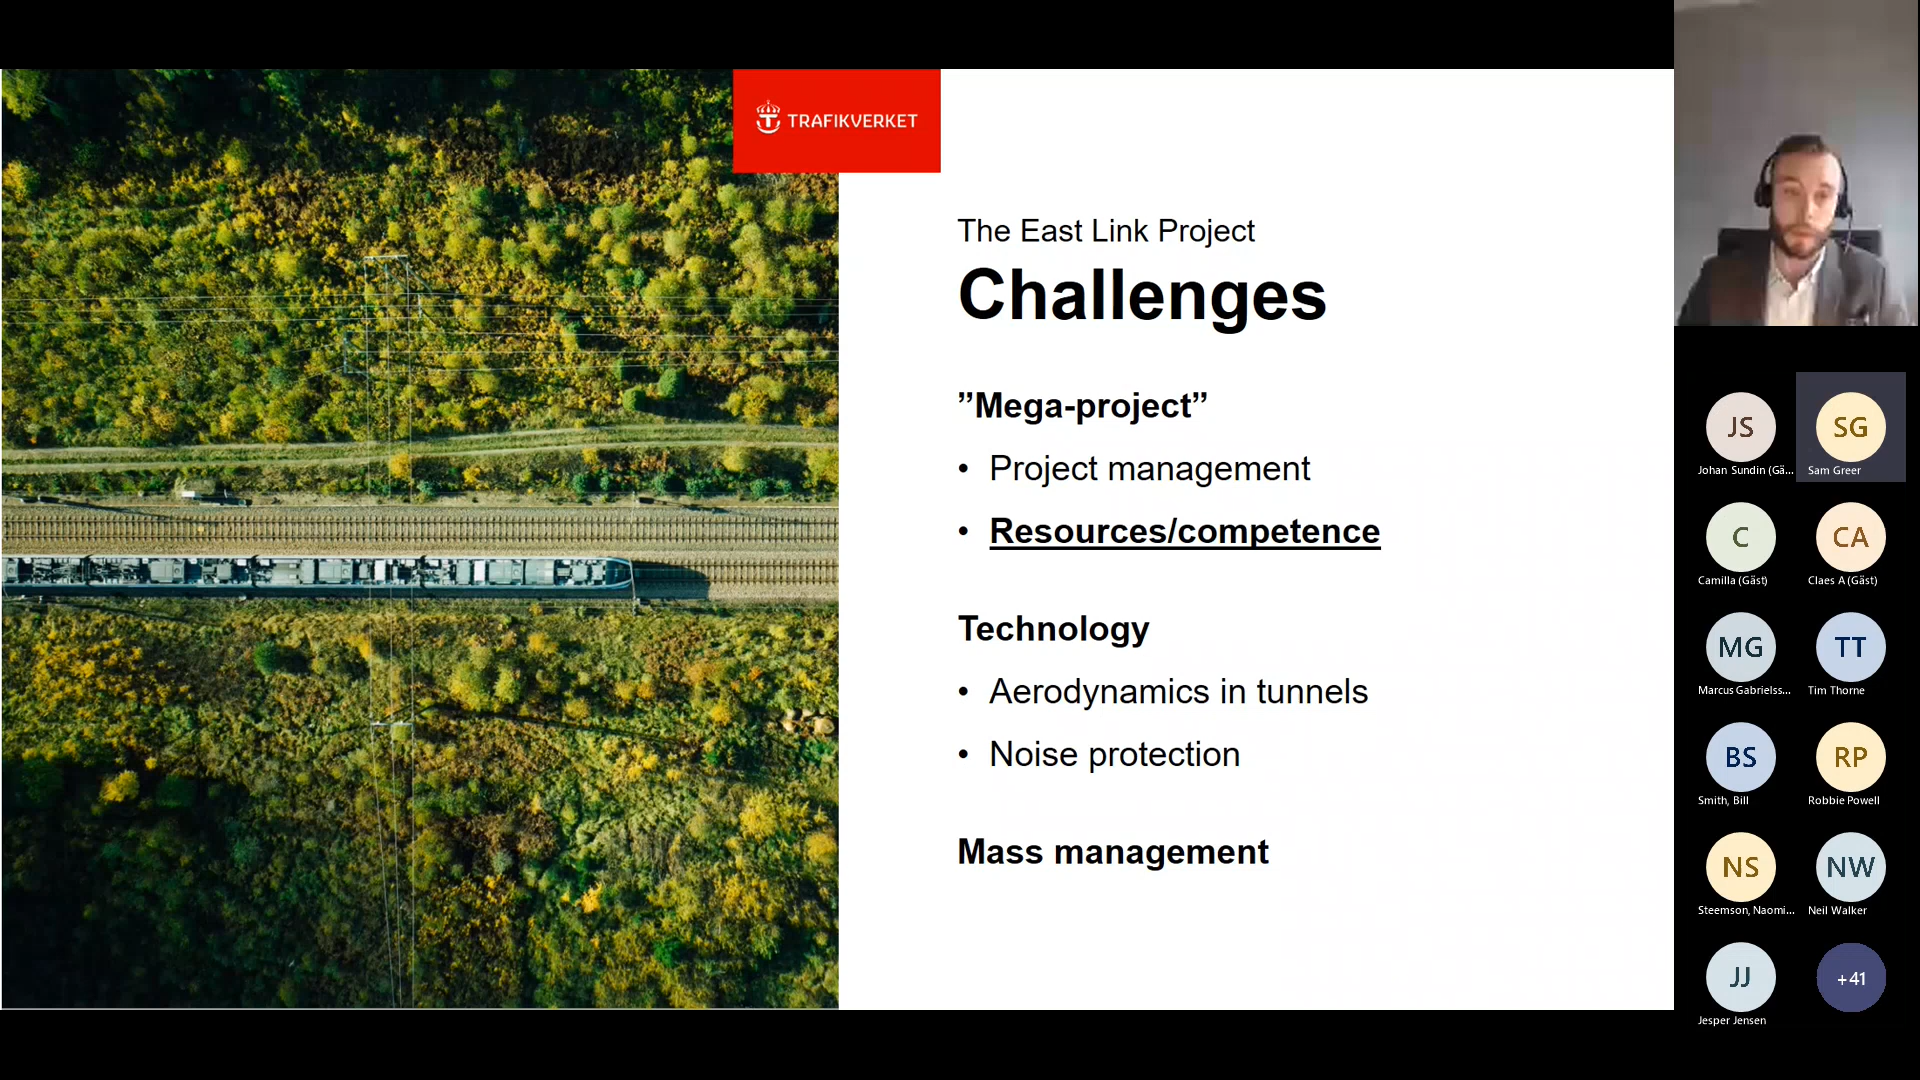 TRAFIKVERKET
The East Link Project
Challenges
”Mega-project”
• Project management
• Resources/competence
Technology
• Aerodynamics in tunnels
• Noise protection
Mass management
JS
Johan Sundin (Gä...
SG
Sam Greer
C
Camilla (Gäst)
CA
Claes A (Gäst)
MG
Marcus Gabrielss...
TT
Tim Thorne
BS
Smith, Bill
RP
Robbie Powell
NS
Steemson, Naomi...
NW
Neil Walker
JJ
Jesper Jensen
+41